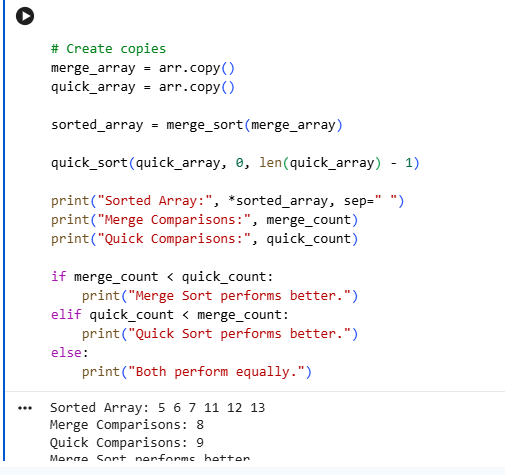 # Create copies
merge_array = arr.copy()
quick_array = arr.copy()
sorted_array = merge_sort(merge_array)
quick_sort(quick_array, 0, len(quick_array) - 1)
print("Sorted Array:", *sorted_array, sep=" ")
print("Merge Comparisons:", merge_count)
print("Quick Comparisons:", quick_count)
if merge_count < quick_count:
    print("Merge Sort performs better.")
elif quick_count < merge_count:
    print("Quick Sort performs better.")
else:
    print("Both perform equally.")
Sorted Array: 5 6 7 11 12 13
Merge Comparisons: 8
Quick Comparisons: 9
Merge Sort performs better